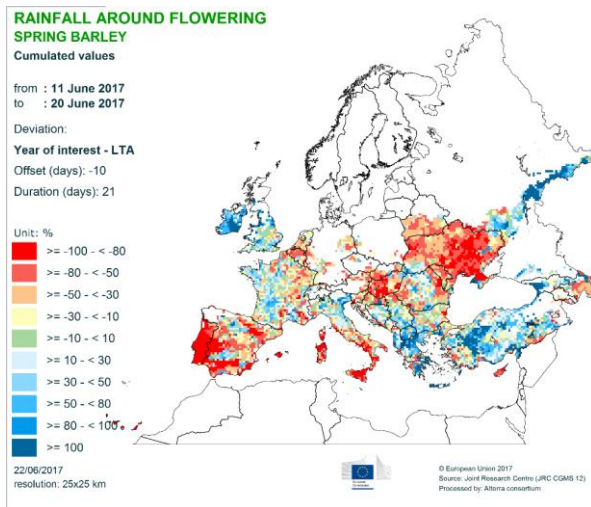 RAINFALL AROUND FLOWERING
SPRING BARLEY
Cumulated values
from : 11 June 2017
to : 20 June 2017
Deviation:
Year of interest - LTA
Offset (days): -10
Duration (days): 21
Unit: %
>= -100 - < -80
>= -80 - < -50
>= -50 - < -30
>= -30 - < -10
>= -10 - < 10
>= 10 - < 30
>= 30 - < 50
>= 50 - < 80
>= 80 - < 100
>= 100
22/06/2017
resolution: 25x25 km
© European Union 2017
Source: Joint Research Centre (JRC CGMS 12)
Processed by: Alterra consortium